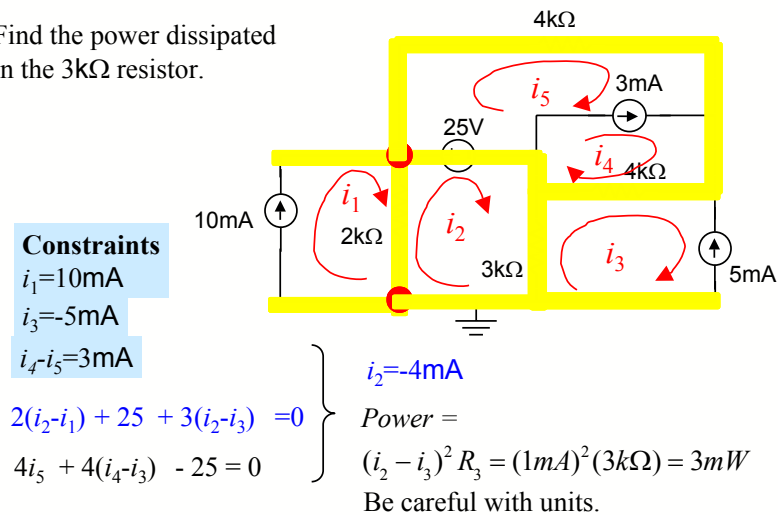 4kΩ
Find the power dissipated
in the 3kΩ resistor.
3mA
i5
25V
i4
4kΩ
i1
10mA
2kΩ
i2
3kΩ
i3
5mA
Constraints
i1=10mA
i3=-5mA
i4-i5=3mA
2(i2-i1) + 25 + 3(i2-i3) =0
4i5 + 4(i4-i3) - 25 = 0
i2=-4mA
Power =
(i2 − i3)² R3 = (1mA)² (3kΩ) = 3mW
Be careful with units.